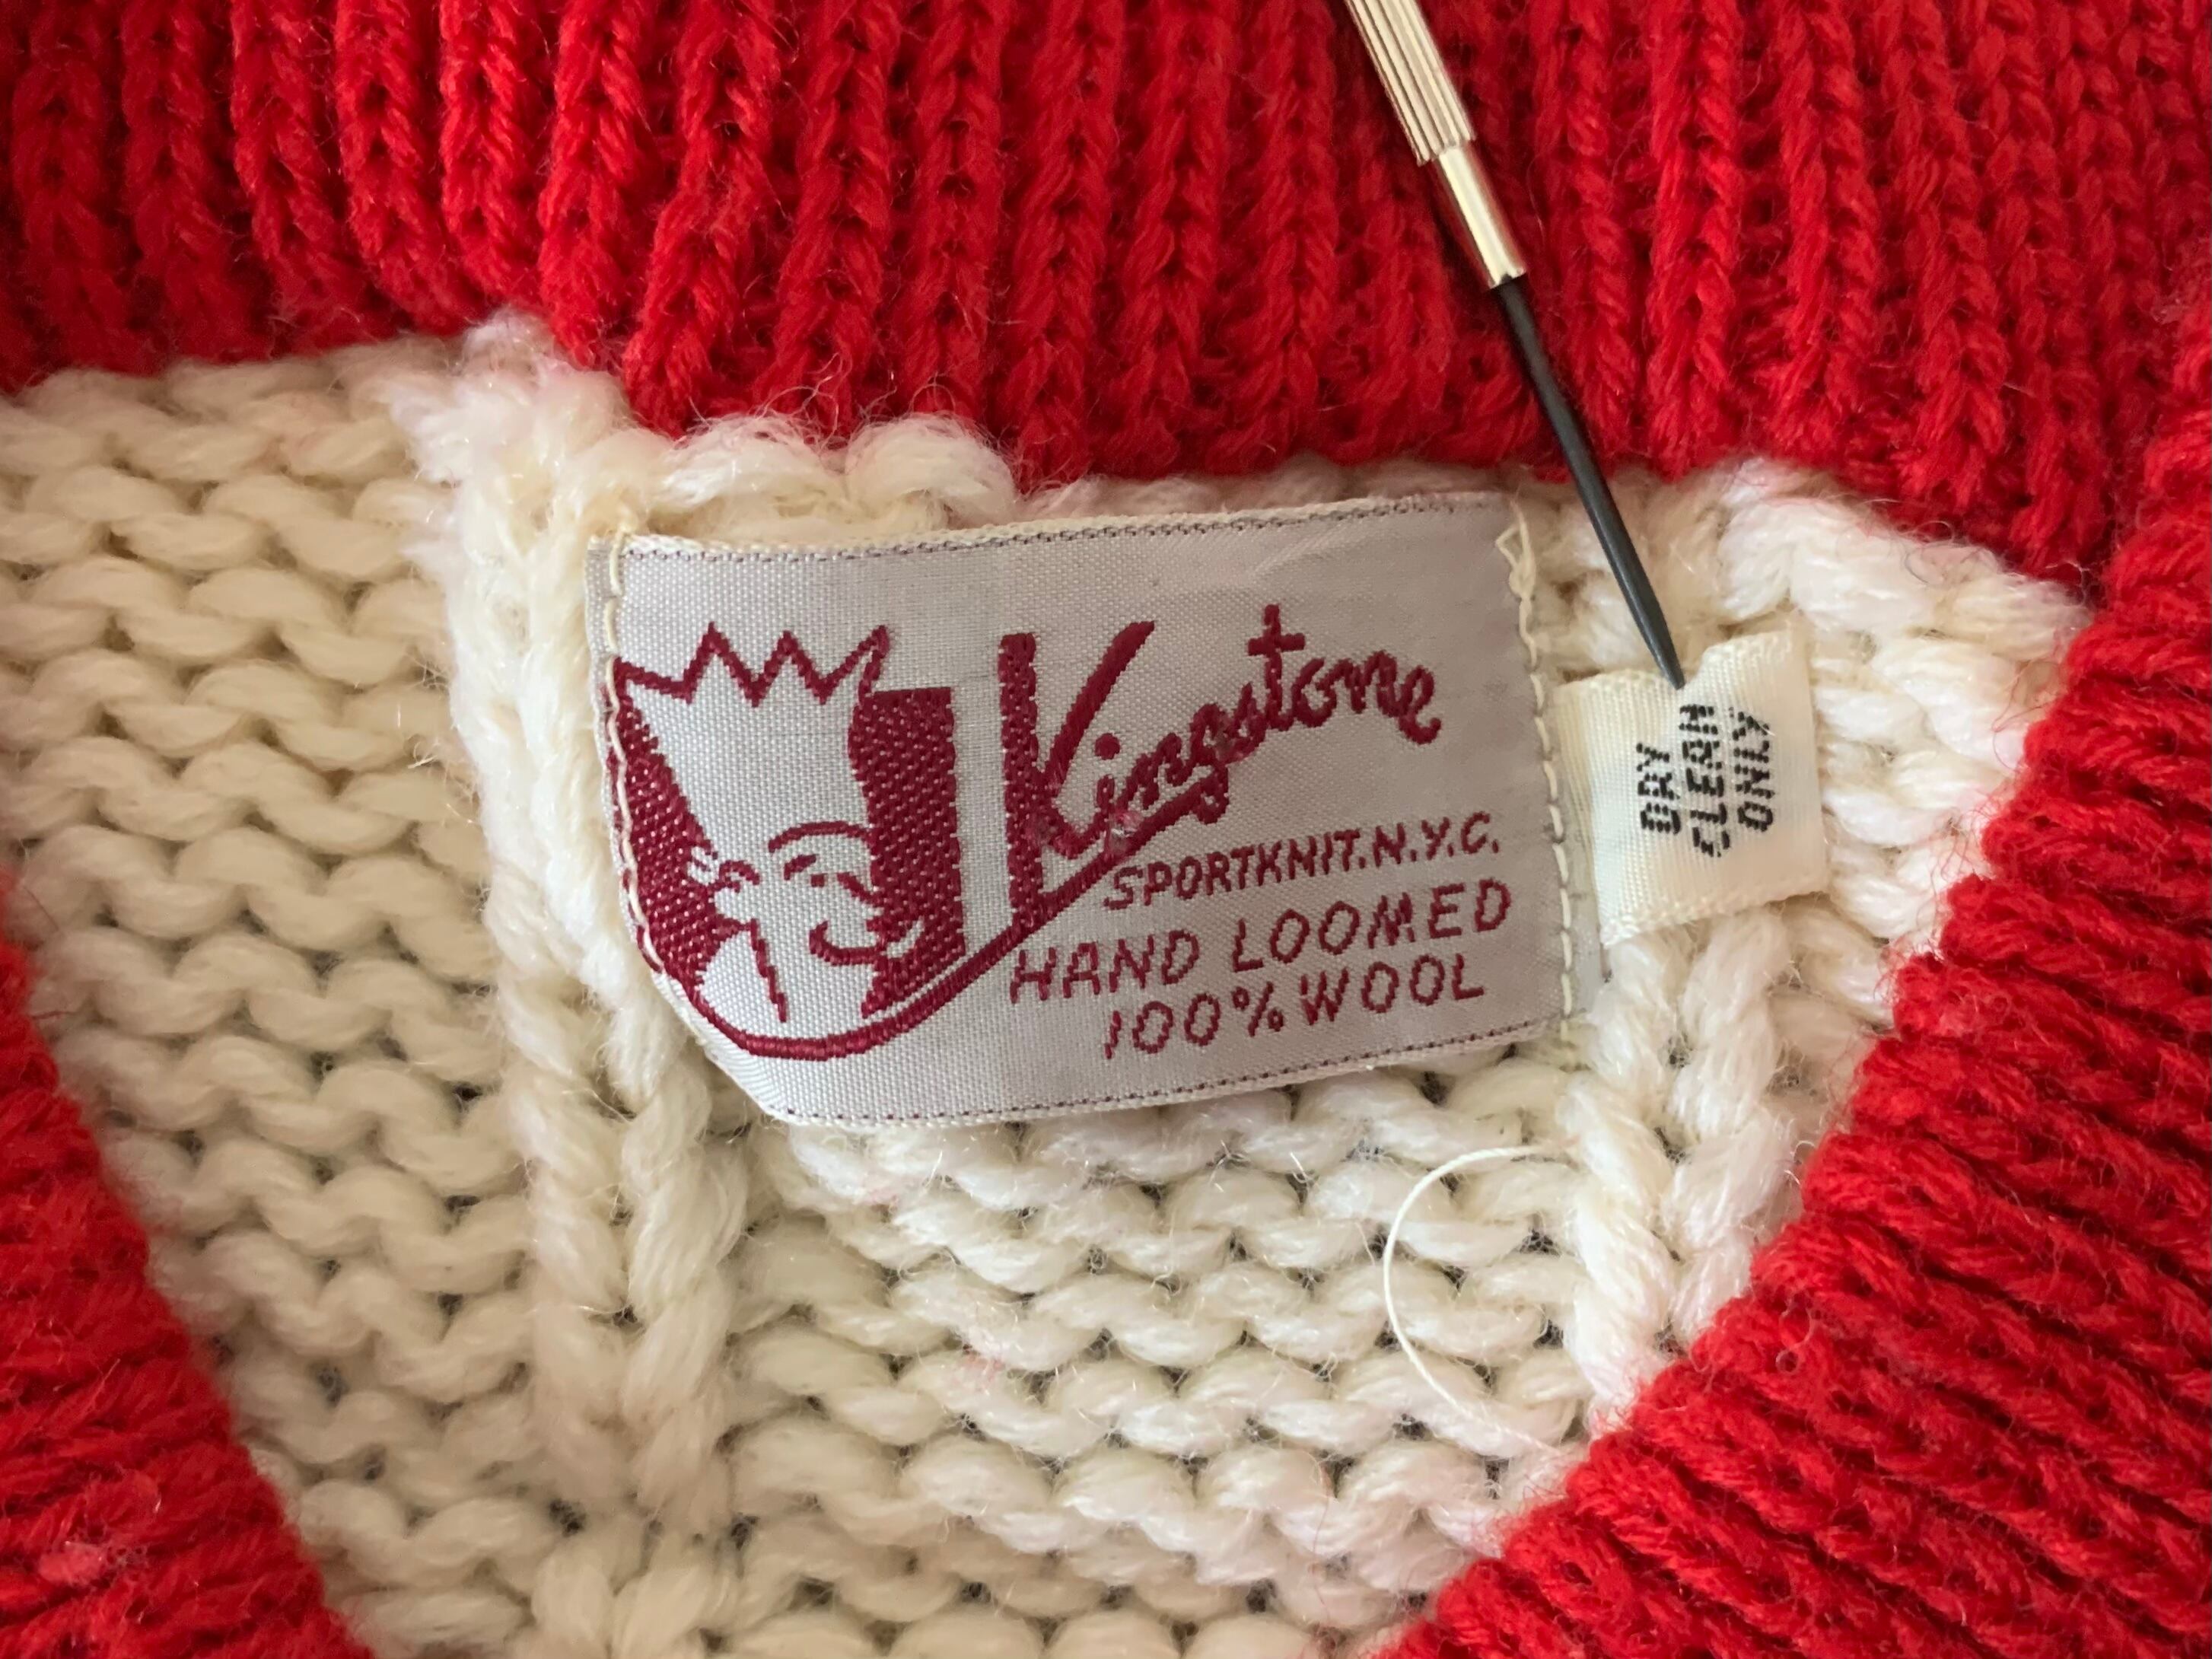 Kingstone
SPORTKNIT.N.Y.C.
HAND LOOMED
100% WOOL
DRY
CLEAN
ONLY